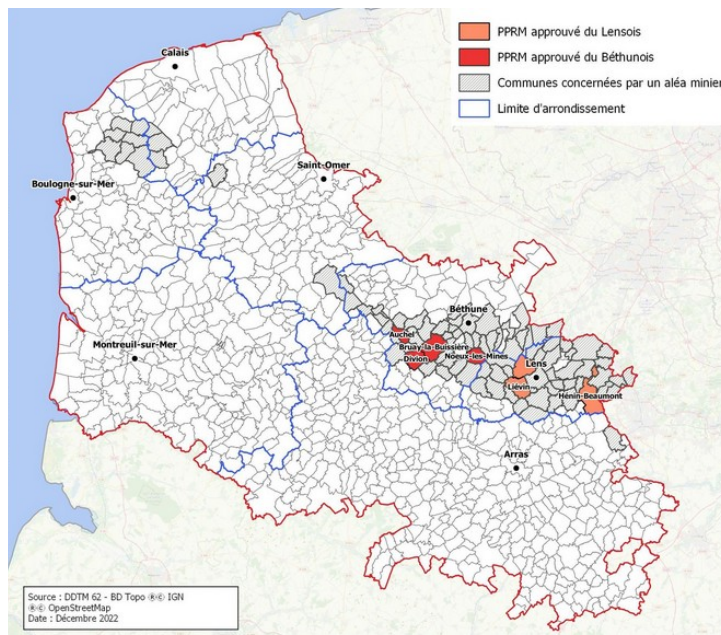 PPRM approuvé du Lensois
PPRM approuvé du Béthunois
Communes concernées par un aléa minier
Limite d'arrondissement
Calais
Saint-Omer
Boulogne-sur-Mer
Montreuil-sur-Mer
Béthune
Auchel
Bruay-la-Buissière
Divion
Noeux-les-Mines
Lens
Liévin
Hénin-Beaumont
Arras
Source : DDTM 62 - BD Topo ®© IGN
®© OpenStreetMap
Date : Décembre 2022